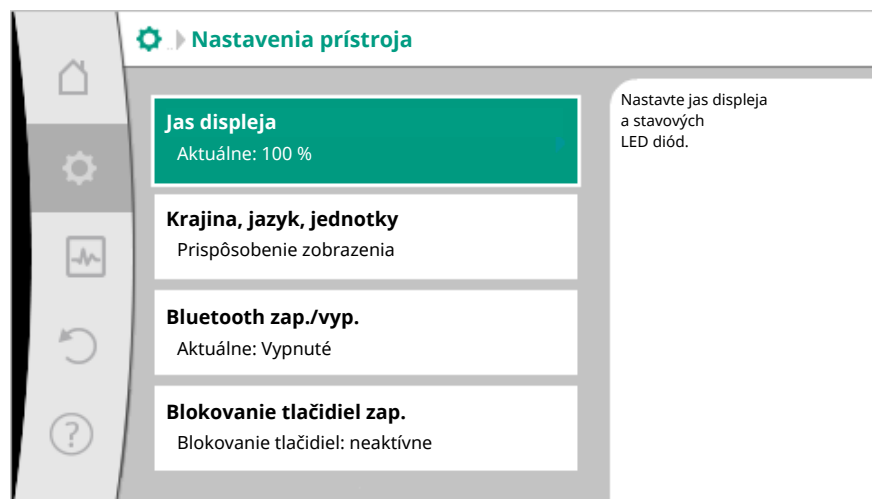 Nastavenia prístroja
Jas displeja
Aktuálne: 100 %
Krajina, jazyk, jednotky
Prispôsobenie zobrazenia
Bluetooth zap./vyp.
Aktuálne: Vypnuté
Blokovanie tlačidiel zap.
Blokovanie tlačidiel: neaktívne
Nastavte jas displeja
a stavových
LED diód.